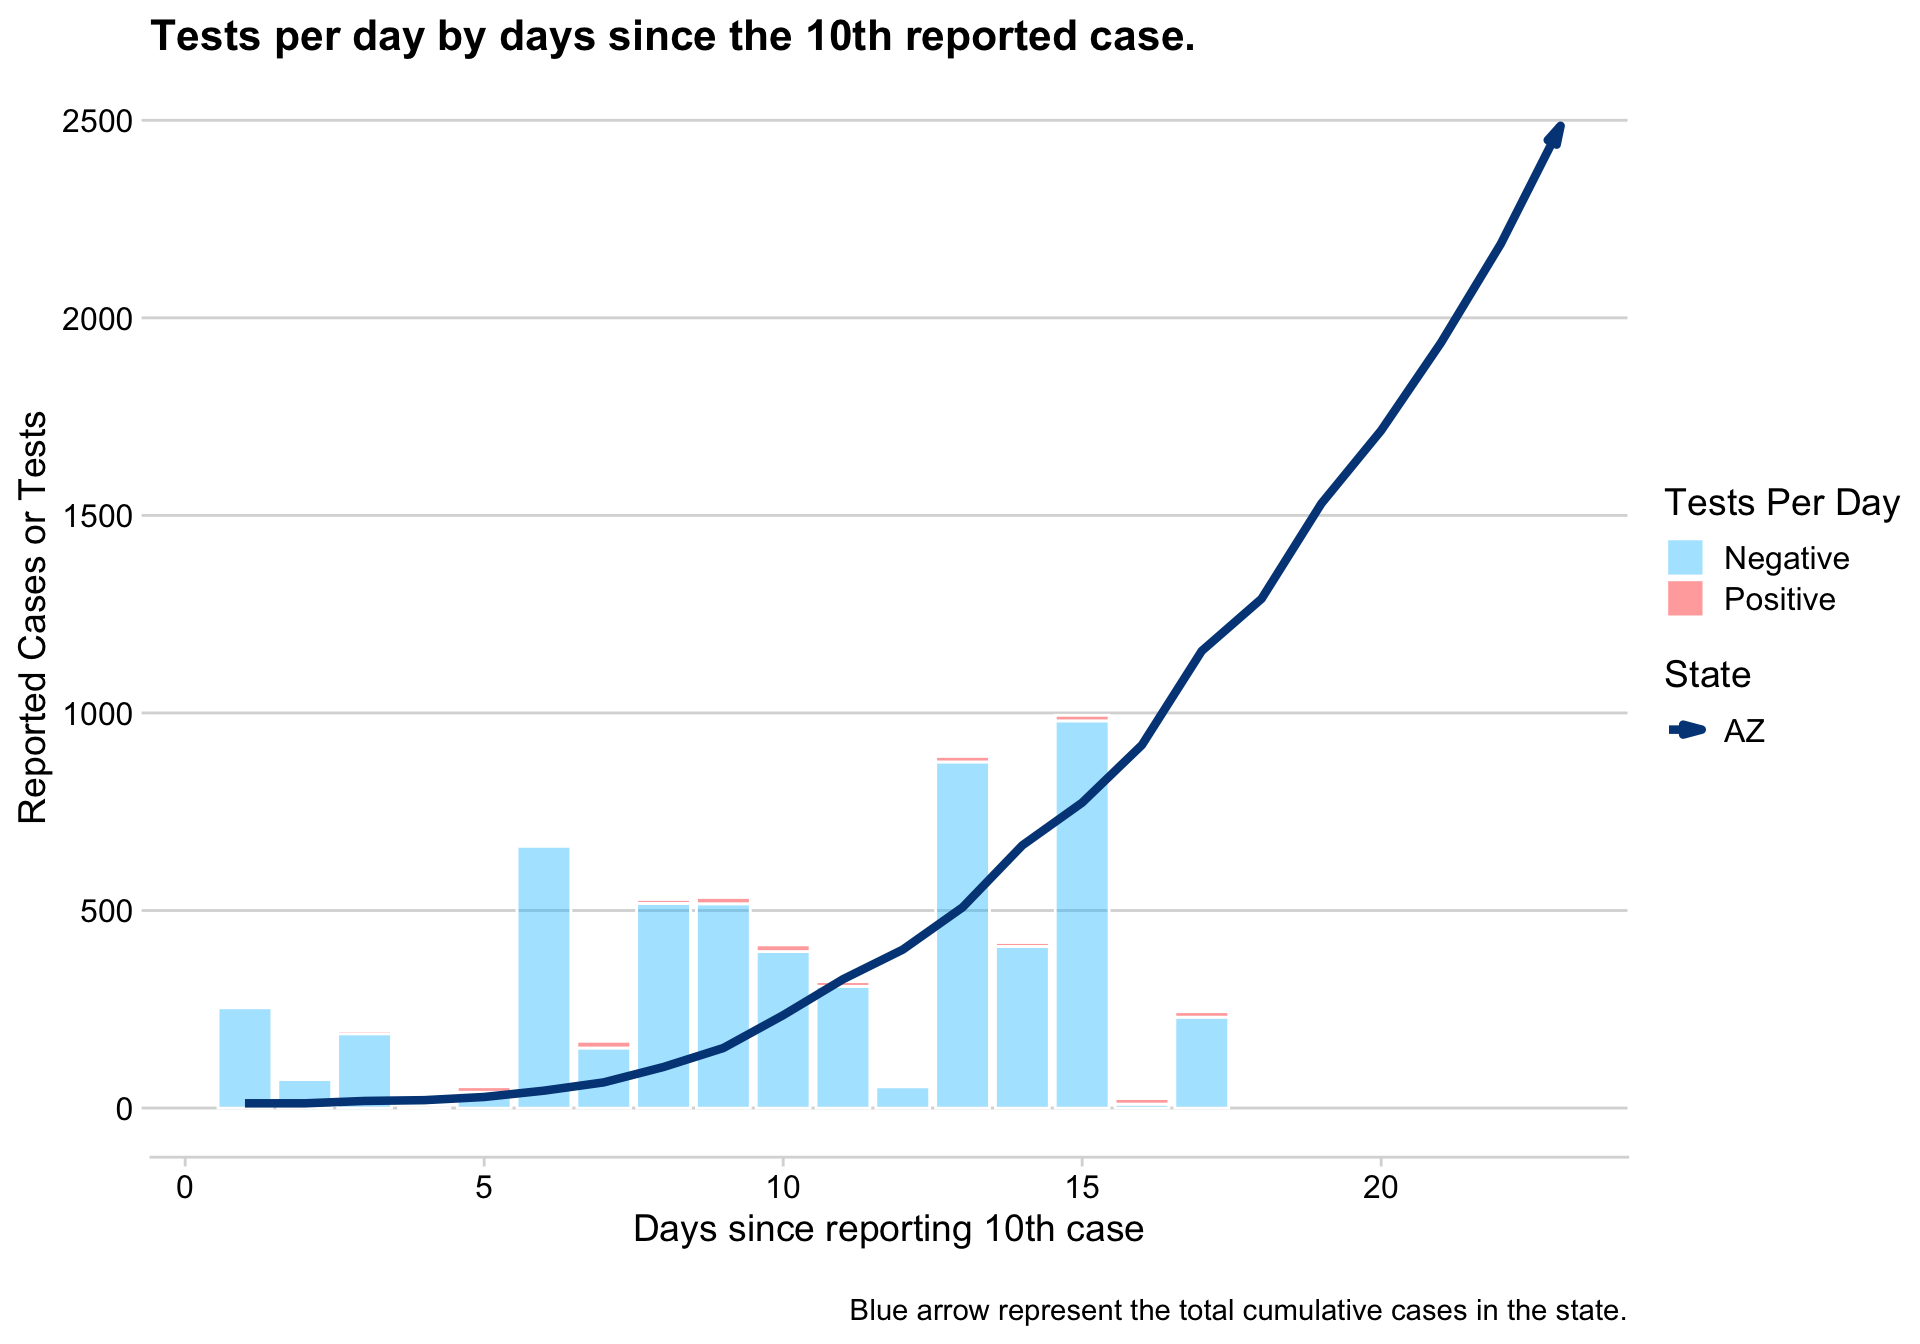 Tests per day by days since the 10th reported case.
2500
2000
1500
1000
500
0
Reported Cases or Tests
0 5 10 15 20
Days since reporting 10th case
Tests Per Day
Negative
Positive
State
AZ
Blue arrow represent the total cumulative cases in the state.